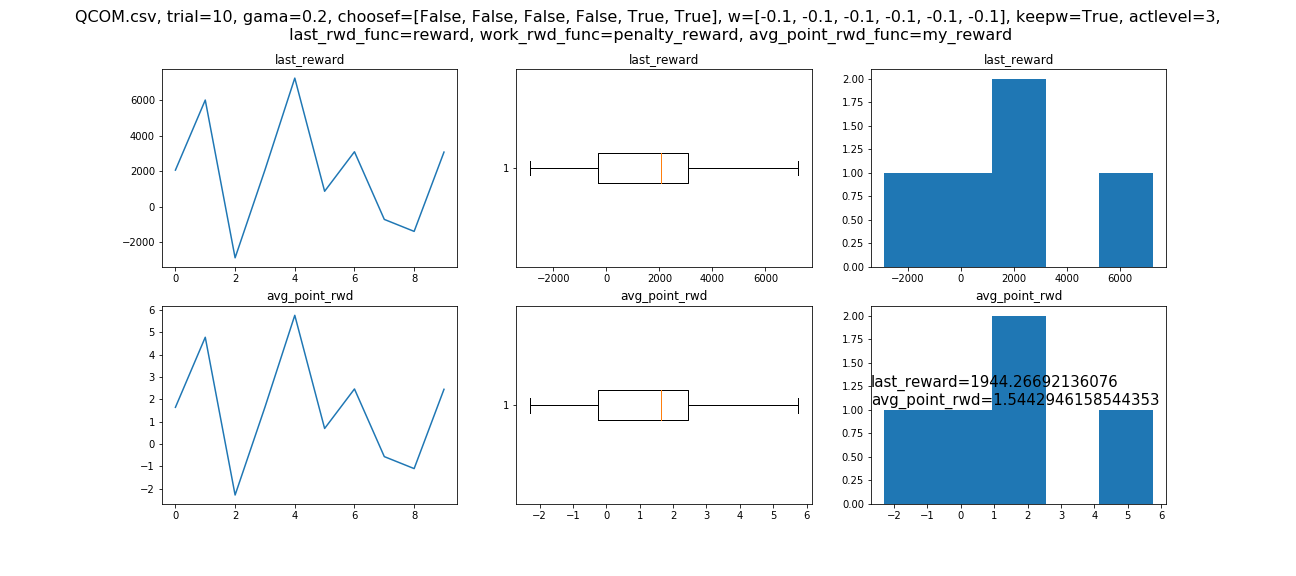 QCOM.csv, trial=10, gama=0.2, choosef=[False, False, False, False, True, True], w=[-0.1, -0.1, -0.1, -0.1, -0.1, -0.1], keepw=True, actlevel=3,
last_rwd_func=reward, work_rwd_func=penalty_reward, avg_point_rwd_func=my_reward
last_reward
6000
4000
2000
0
−2000
0 2 4 6 8
last_reward
1
−2000 0 2000 4000 6000
last_reward
2.00
1.75
1.50
1.25
1.00
0.75
0.50
0.25
0.00
−2000 0 2000 4000 6000
avg_point_rwd
6
5
4
3
2
1
0
−1
−2
0 2 4 6 8
avg_point_rwd
1
−2 −1 0 1 2 3 4 5 6
avg_point_rwd
2.00
1.75
1.50
1.25
1.00
0.75
0.50
0.25
0.00
−2 −1 0 1 2 3 4 5 6
last_reward=1944.26692136076
avg_point_rwd=1.5442946158544353